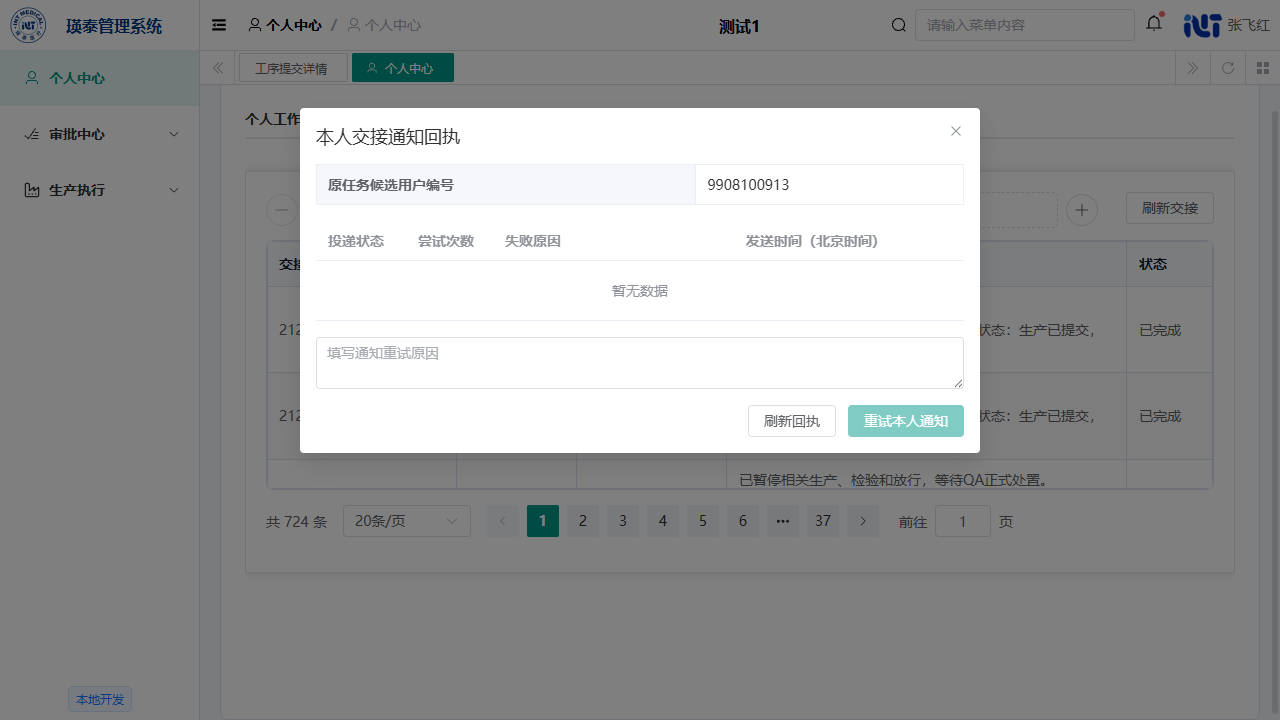 瑛泰管理系统
个人中心 / 个人中心
测试1
请输入菜单内容
张飞红
个人中心
审批中心
生产执行
本地开发
工序提交详情
个人中心
个人工作
刷新交接
状态
212
状态：生产已提交，
已完成
212
状态：生产已提交，
已完成
已暂停相关生产、检验和放行，等待QA正式处置。
共 724 条
20条/页
1
2
3
4
5
6
37
前往
1
页
本人交接通知回执
原任务候选用户编号
9908100913
投递状态
尝试次数
失败原因
发送时间（北京时间）
暂无数据
填写通知重试原因
刷新回执
重试本人通知